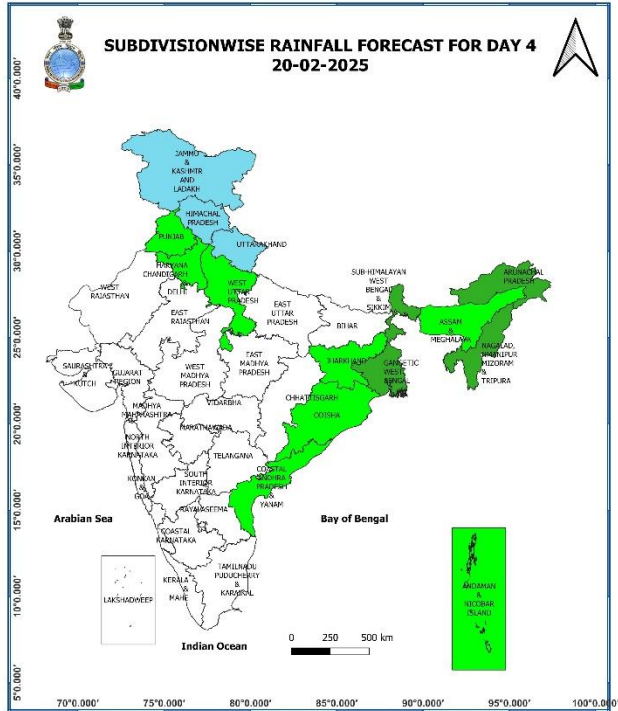 SUBDIVISIONWISE RAINFALL FORECAST FOR DAY 4
20-02-2025
40°0.000'
35°0.000'
30°0.000'
25°0.000'
20°0.000'
15°0.000'
10°0.000'
5°0.000'
JAMMO
&
KASHMIR
AND
LADAKH
HIMACHAL
PRADESH
PUNJAB
UTTARAKHAND
HARYANA
CHANDIGARH
&
DELHI
WEST
UTTAR
PRADESH
WEST
RAJASTHAN
EAST
RAJASTHAN
EAST
UTTAR
PRADESH
SUB-HIMALAYAN
WEST
BENGAL
&
SIKKIM
ARUNACHAL
PRADESH
ASSAM
&
MEGHALAYA
NAGALAD,
MANIPUR
MIZORAM
&
TRIPURA
BIHAR
JHARKHAND
GANGETIC
WEST
BENGAL
SAURASHTRA
&
KUTCH
GUJARAT
REGION
WEST
MADHYA
PRADESH
EAST
MADHYA
PRADESH
CHHATTISGARH
ODISHA
VIDARBHA
MADHYA
MAHARASHTRA
MARATHAWADA
NORTH
INTERIOR
KARNATAKA
TELANGANA
KONKAN
&
GOA
SOUTH
INTERIOR
KARNATAKA
COASTAL
ANDHRA
PRADESH
&
YANAM
RAYALASEEMA
COASTAL
KARNATAKA
TAMILNADU
PUDUCHERRY
&
KARAIKAL
KERALA
&
MAHE
LAKSHADWEEP
ANDAMAN
&
NICOBAR
ISLAND
Arabian Sea
Bay of Bengal
Indian Ocean
0 250 500 km
70°0.000' 75°0.000' 80°0.000' 85°0.000' 90°0.000' 95°0.000' 100°0.000'